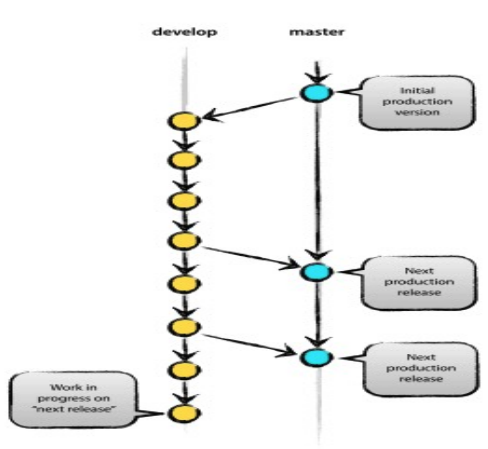 develop
master
Initial
production
version
Next
production
release
Next
production
release
Work in
progress on
"next release"